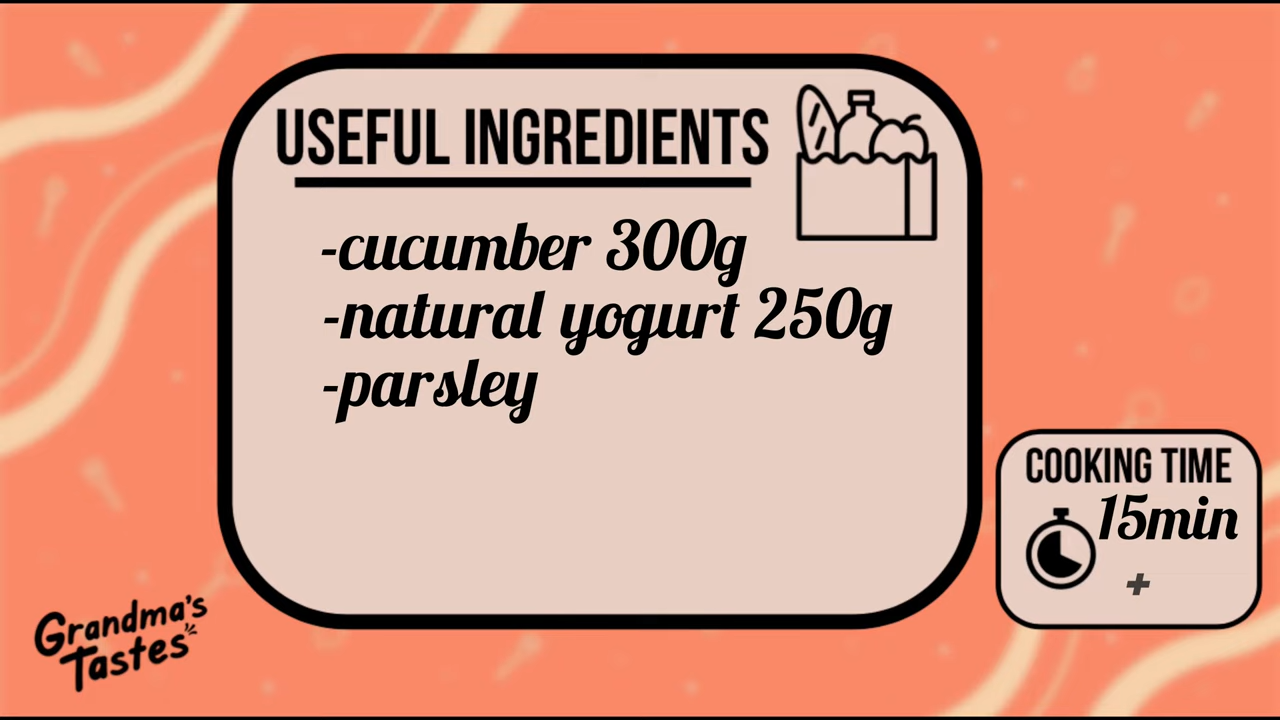 USEFUL INGREDIENTS
-cucumber 300g
-natural yogurt 250g
-parsley
COOKING TIME
15min
+
Grandma's
Tastes